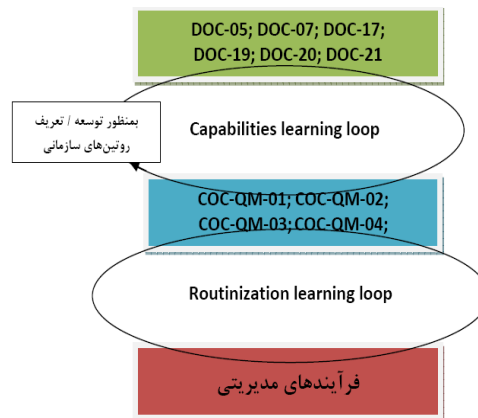 DOC-05; DOC-07; DOC-17;
DOC-19; DOC-20; DOC-21
بمنظور توسعه / تعریف
روتین‌های سازمانی
Capabilities learning loop
COC-QM-01; COC-QM-02;
COC-QM-03; COC-QM-04;
Routinization learning loop
فرآیندهای مدیریتی